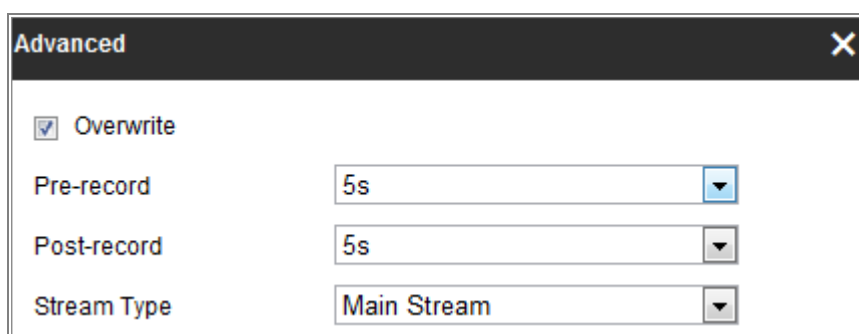 Advanced
Overwrite
Pre-record 5s
Post-record 5s
Stream Type Main Stream